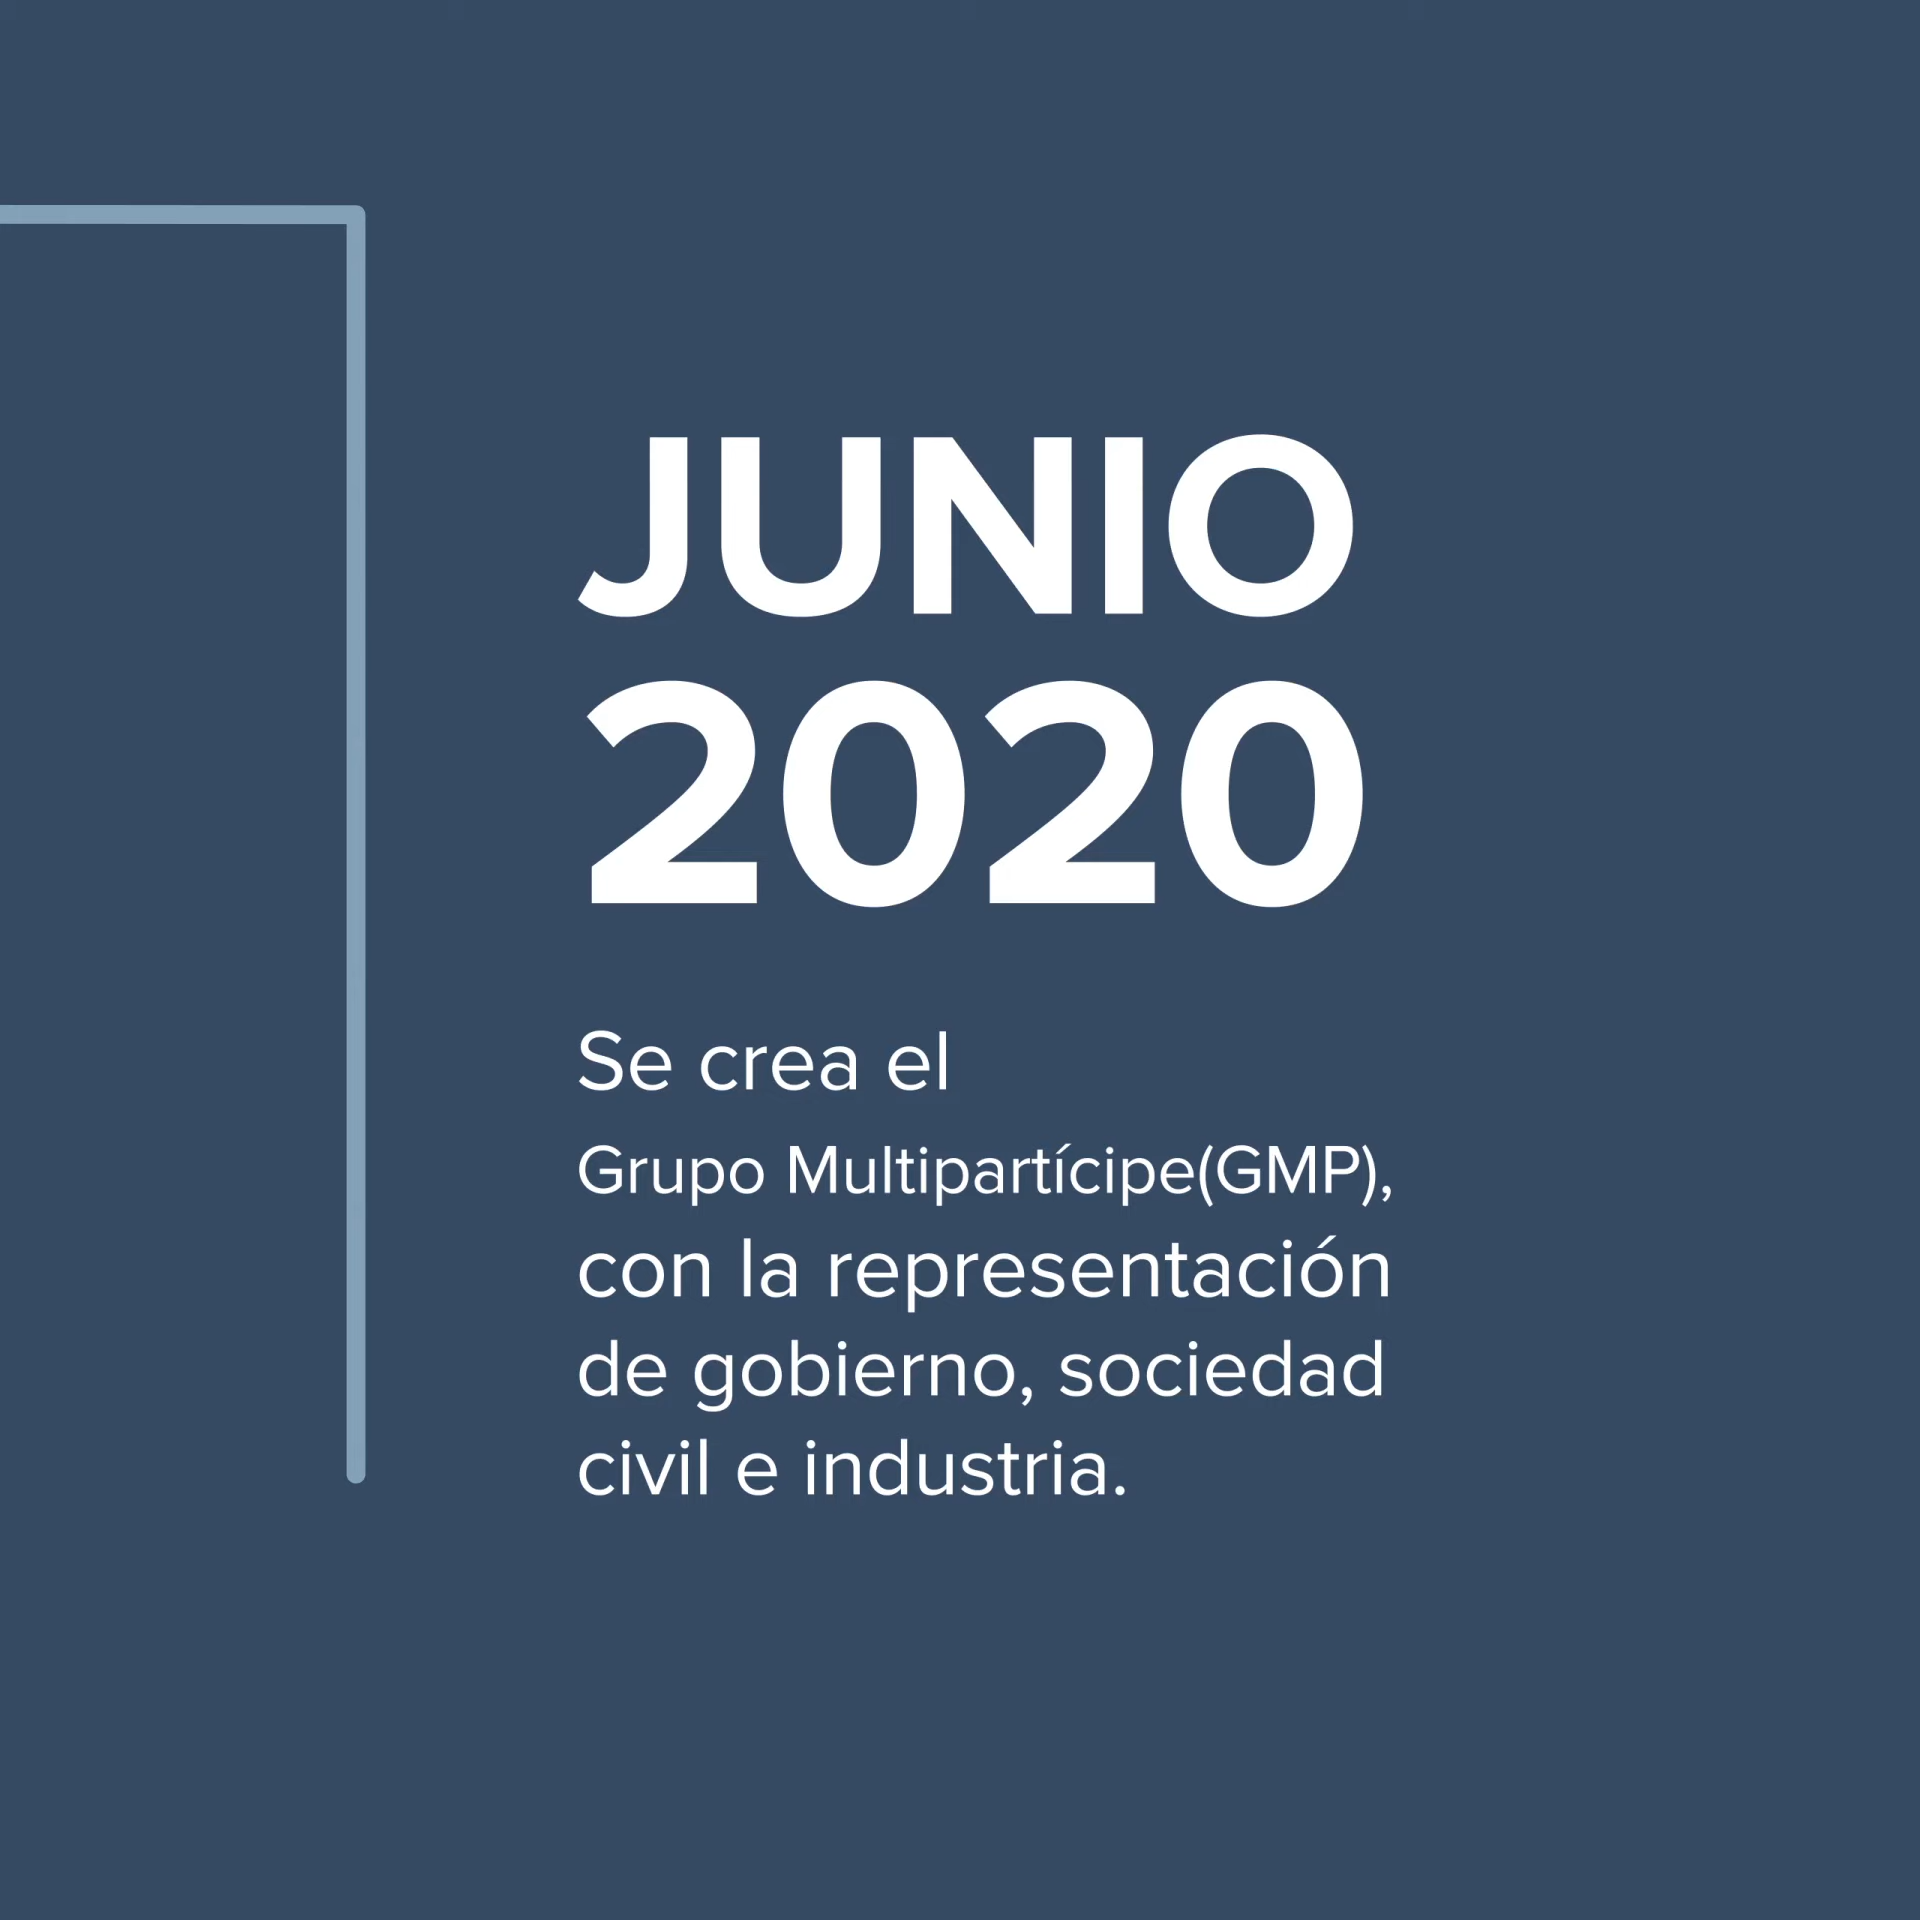 JUNIO
2020
Se crea el
Grupo Multipartícipe(GMP),
con la representación
de gobierno, sociedad
civil e industria.